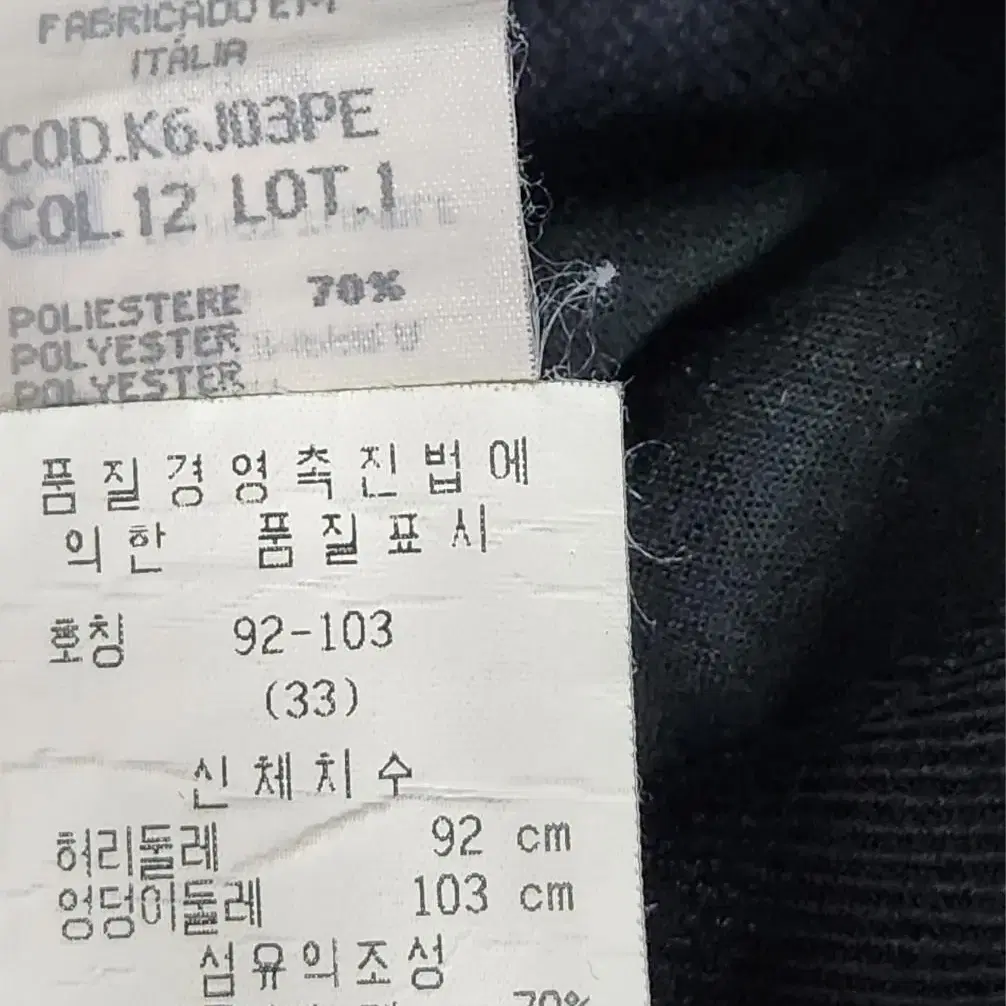 FABRICADO EM
ITÁLIA
COD.K6J03PE
COL.12 LOT.1
POLIESTERE 70%
POLYESTER
POLYESTER
품질경영촉진법에
의한 품질표시
호칭 92-103
(33)
신체치수
허리둘레 92 cm
엉덩이둘레 103 cm
섬유의조성
70%